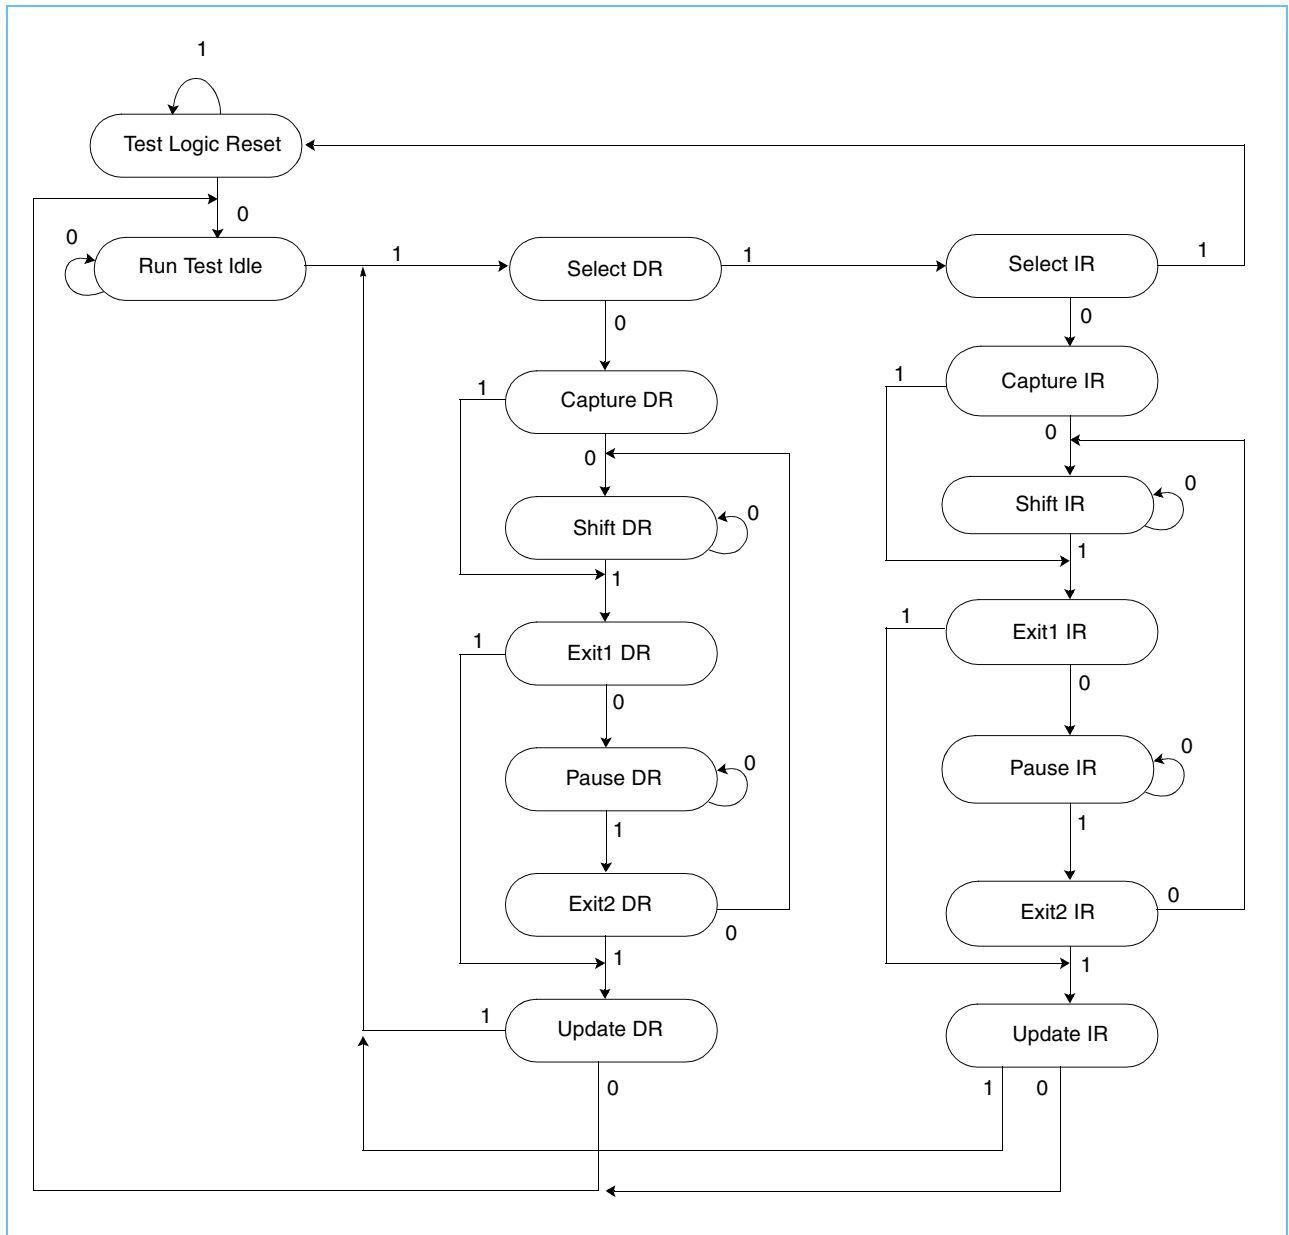 1
Test Logic Reset
0
0
Run Test Idle
1
Select DR
1
Select IR
1
0
0
1
Capture DR
1
Capture IR
0
0
Shift DR
0
Shift IR
0
1
1
1
Exit1 DR
1
Exit1 IR
0
0
Pause DR
0
Pause IR
0
1
1
Exit2 DR
0
Exit2 IR
0
1
1
1
Update DR
Update IR
0
1
0